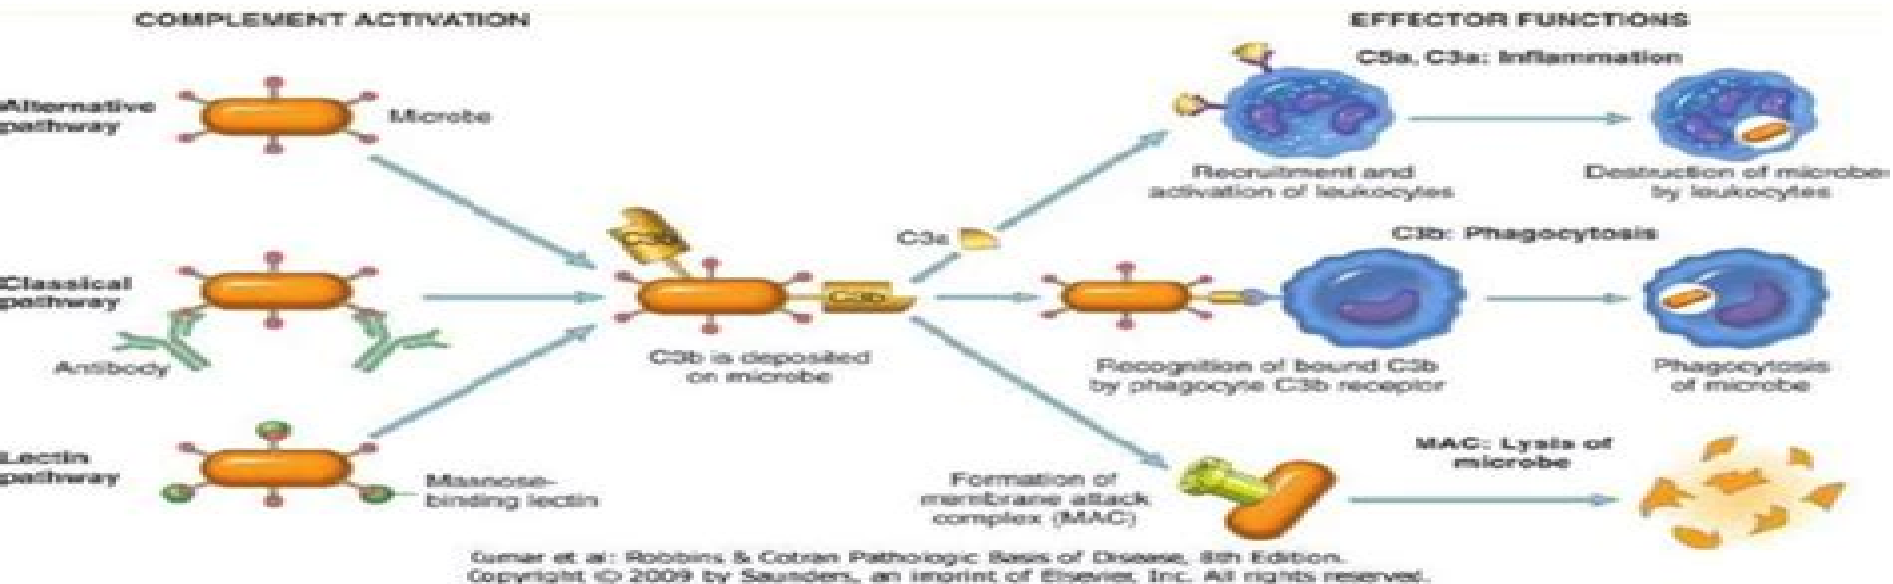 COMPLEMENT ACTIVATION
EFFECTOR FUNCTIONS
C5a, C3a: Inflammation
Alternative
pathway
Microbe
Recruitment and
activation of leukocytes
Destruction of microbe
by leukocytes
C3a
C3b: Phagocytosis
Classical
pathway
C3b
Antibody
C3b is deposited
on microbe
Recognition of bound C3b
by phagocyte C3b receptor
Phagocytosis
of microbe
MAC: Lysis of
microbe
Lectin
pathway
Mannose-
binding lectin
Formation of
membrane attack
complex (MAC)
Kumar et al: Robbins & Cotran Pathologic Basis of Disease, 8th Edition.
Copyright © 2009 by Saunders, an imprint of Elsevier, Inc. All rights reserved.